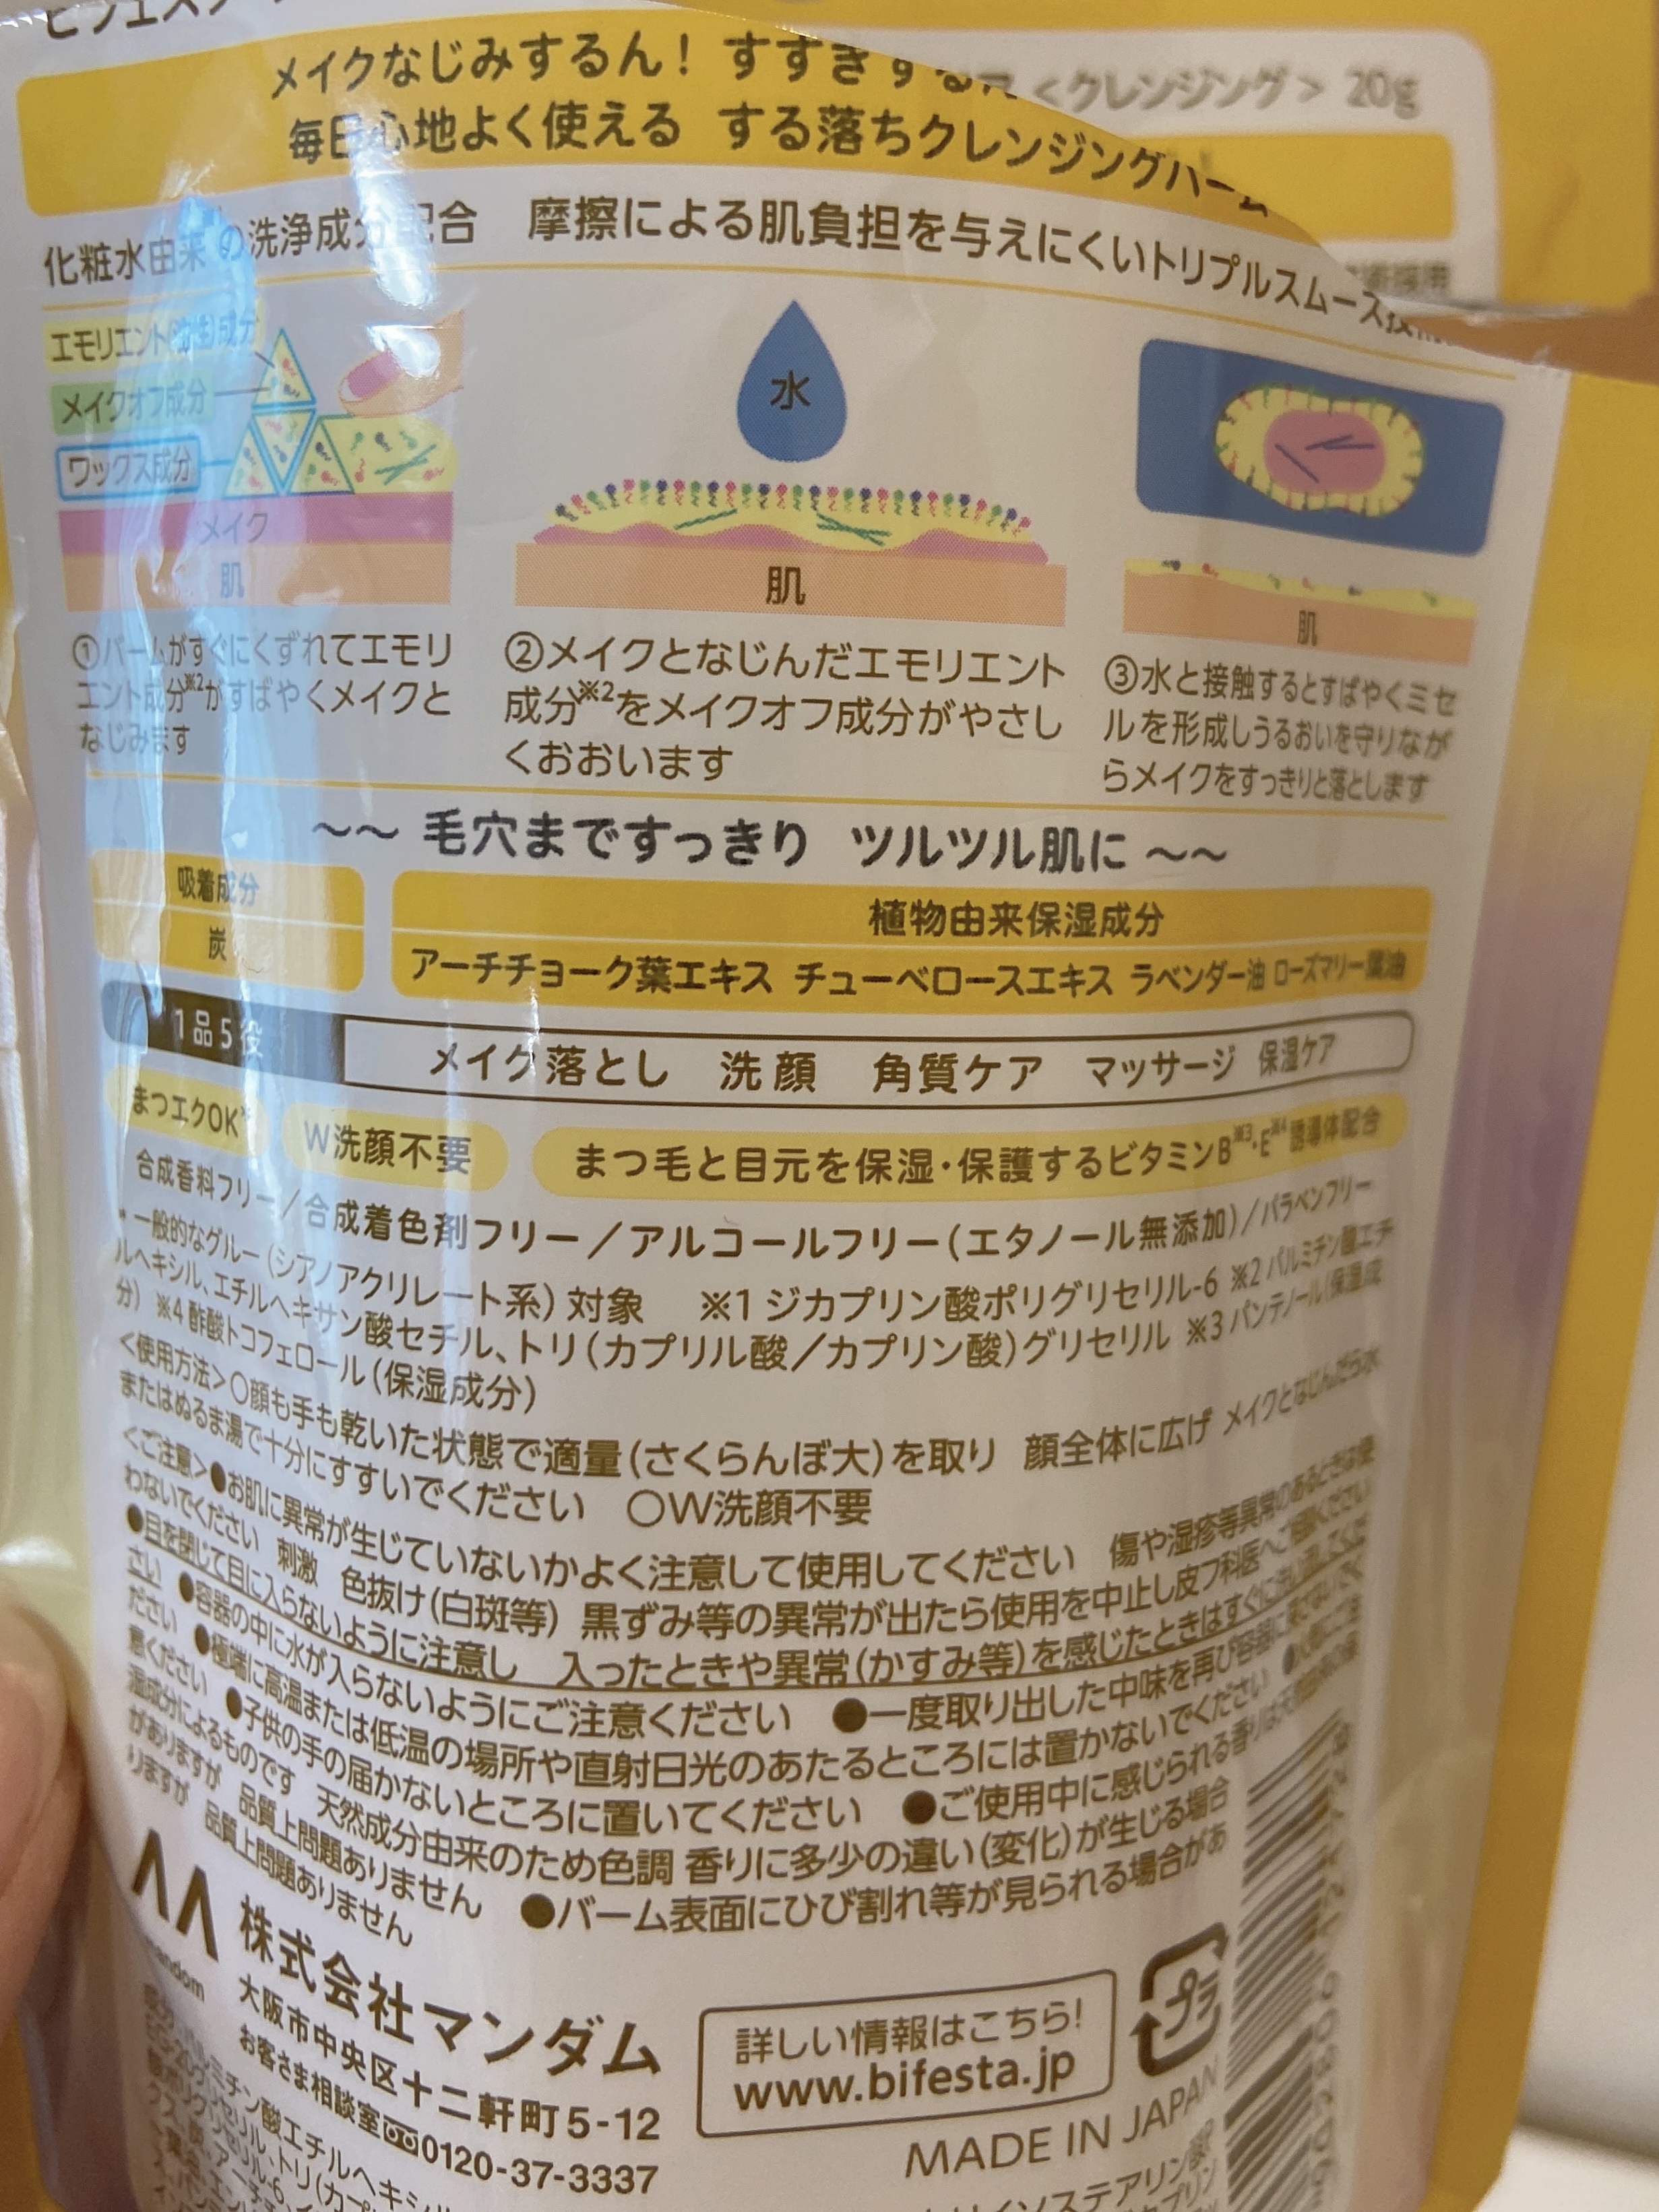 メイクなじみするん！ すすぎする
＜クレンジング＞ 20g
毎日心地よく使える する落ちクレンジングバーム
化粧水由来の洗浄成分配合 摩擦による肌負担を与えにくいトリプルスムース
エモリエント(油性)成分
メイクオフ成分
ワックス成分
メイク
肌
水
肌
肌
①バームがすぐにくずれてエモリ
エント成分※2がすばやくメイクと
なじみます
②メイクとなじんだエモリエント
成分※2をメイクオフ成分がやさし
くおおいます
③水と接触するとすばやくミセ
ルを形成しうるおいを守りなが
らメイクをすっきりと落とします
〜〜 毛穴まですっきり ツルツル肌に 〜〜
吸着成分
炭
植物由来保湿成分
アーチチョーク葉エキス チューベロースエキス ラベンダー油 ローズマリー葉油
1品5役
メイク落とし 洗顔 角質ケア マッサージ 保湿ケア
まつエクOK*
W洗顔不要
まつ毛と目元を保湿・保護するビタミンB※3・E※4誘導体配合
合成香料フリー／合成着色剤フリー／アルコールフリー(エタノール無添加)／パラベンフリー
* 一般的なグルー(シアノアクリレート系)対象 ※1 ジカプリン酸ポリグリセリル-6 ※2 パルミチン酸エチ
ルヘキシル、エチルヘキサン酸セチル、トリ(カプリル酸／カプリン酸)グリセリル ※3 パンテノール(保湿成
分) ※4 酢酸トコフェロール(保湿成分)
＜使用方法＞○顔も手も乾いた状態で適量(さくらんぼ大)を取り 顔全体に広げ メイクとなじんだら水
またはぬるま湯で十分にすすいでください ○W洗顔不要
＜ご注意＞●お肌に異常が生じていないかよく注意して使用してください 傷や湿疹等異常のあるときは使
わないでください 刺激 色抜け(白斑等) 黒ずみ等の異常が出たら使用を中止し皮フ科医へご相談ください
●目を閉じて目に入らないように注意し 入ったときや異常(かすみ等)を感じたときはすぐに洗い流してくだ
さい ●容器の中に水が入らないようにご注意ください ●一度取り出した中味を再び容器に戻さないでく
ださい ●極端に高温または低温の場所や直射日光のあたるところには置かないでください ●火気にご注
意ください ●子供の手の届かないところに置いてください ●ご使用中に感じられる香りは天然由来の保
湿成分によるものです 天然成分由来のため色調 香りに多少の違い(変化)が生じる場合
がありますが 品質上問題ありません ●バーム表面にひび割れ等が見られる場合があ
りますが 品質上問題ありません
株式会社マンダム
大阪市中央区十二軒町5-12
お客さま相談室 0120-37-3337
詳しい情報はこちら!
www.bifesta.jp
プラ
MADE IN JAPAN